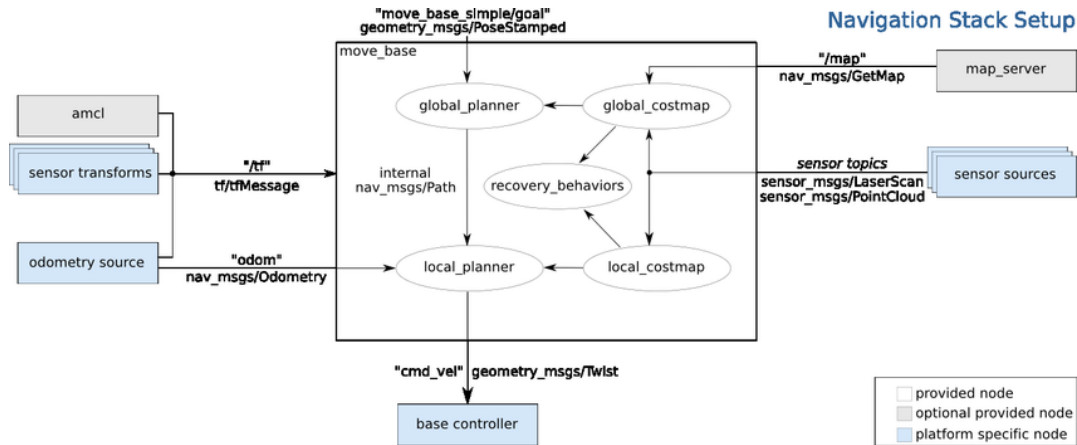 "move_base_simple/goal"
geometry_msgs/PoseStamped
Navigation Stack Setup
move_base
"/map"
nav_msgs/GetMap
map_server
amcl
global_planner
global_costmap
sensor transforms
"/tf"
tf/tfMessage
internal
nav_msgs/Path
recovery_behaviors
sensor topics
sensor_msgs/LaserScan
sensor_msgs/PointCloud
sensor sources
odometry source
"odom"
nav_msgs/Odometry
local_planner
local_costmap
"cmd_vel" geometry_msgs/Twist
base controller
provided node
optional provided node
platform specific node